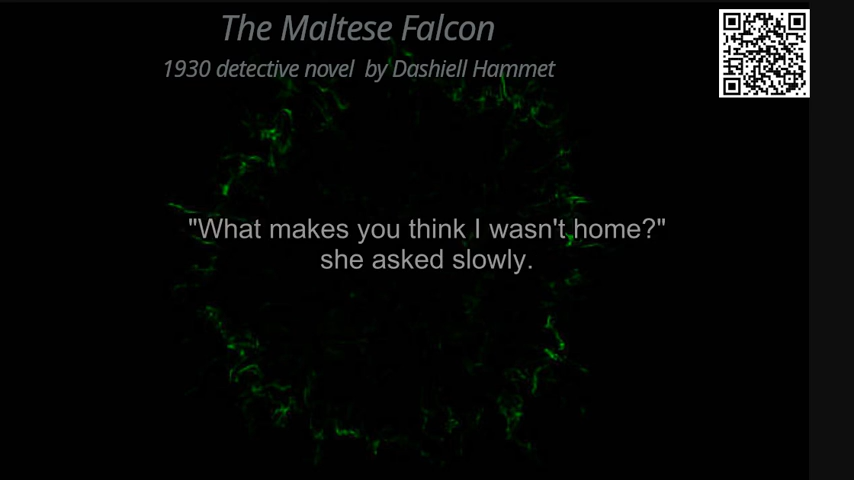 The Maltese Falcon
1930 detective novel by Dashiell Hammet
"What makes you think I wasn't home?"
she asked slowly.